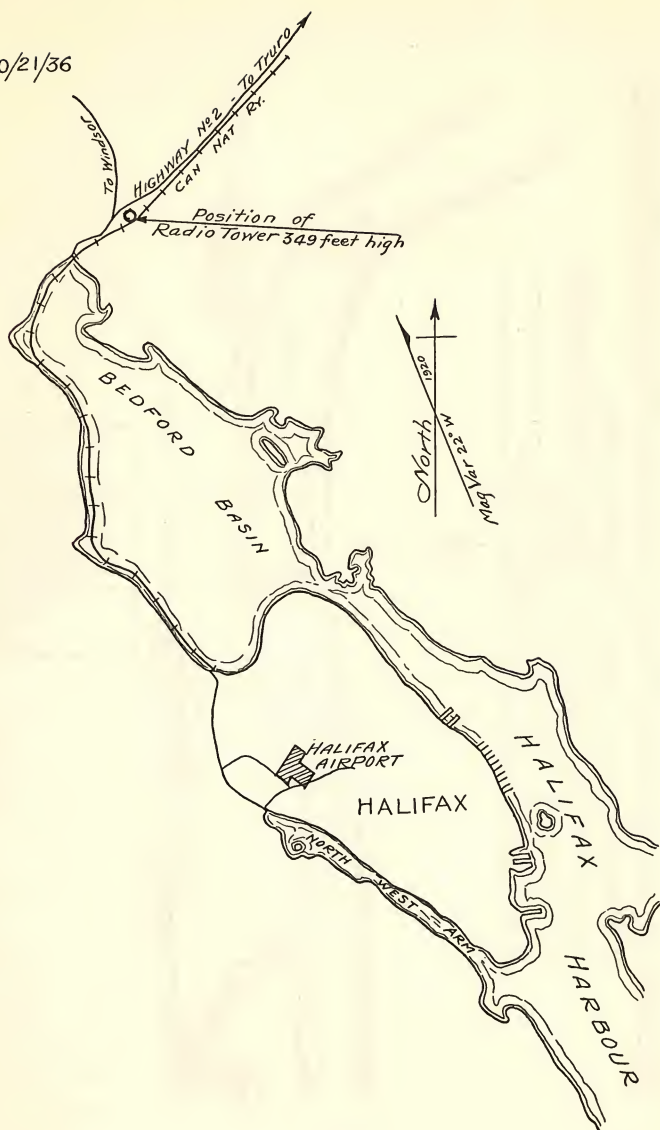 0/21/36
To Windsor
HIGHWAY Nº 2 - To Truro
CAN NAT RY.
Position of
Radio Tower 349 feet high
BEDFORD
BASIN
North
1920
Mag Var 22° W
HALIFAX
AIRPORT
HALIFAX
NORTH WEST ARM
HALIFAX
HARBOUR